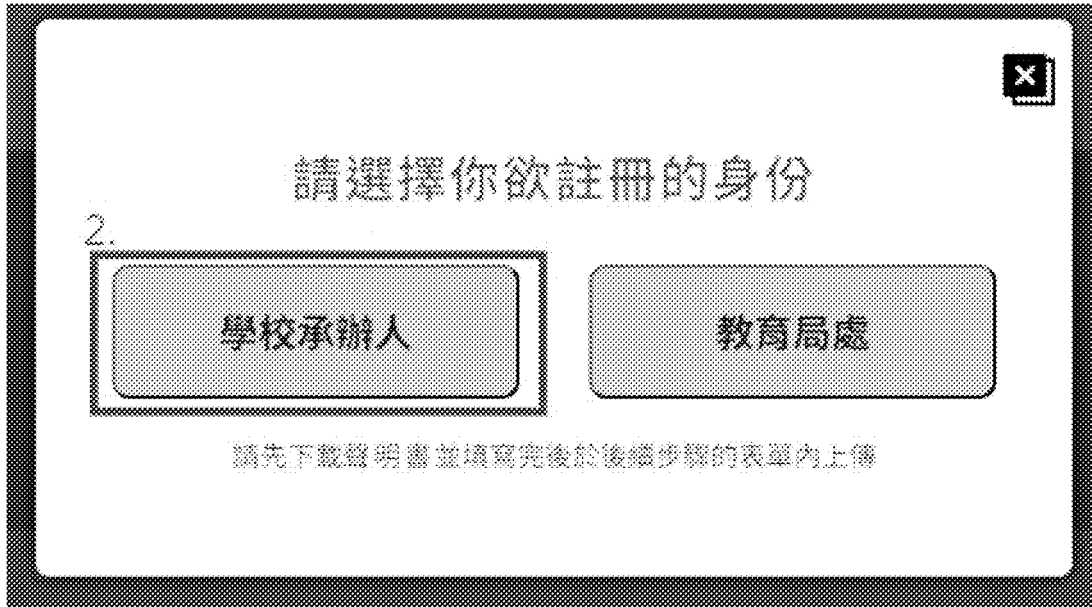 請選擇你欲註冊的身份
2.
學校承辦人
教育局處
請先下載聲明書並填寫完後於後續步驟的表單內上傳